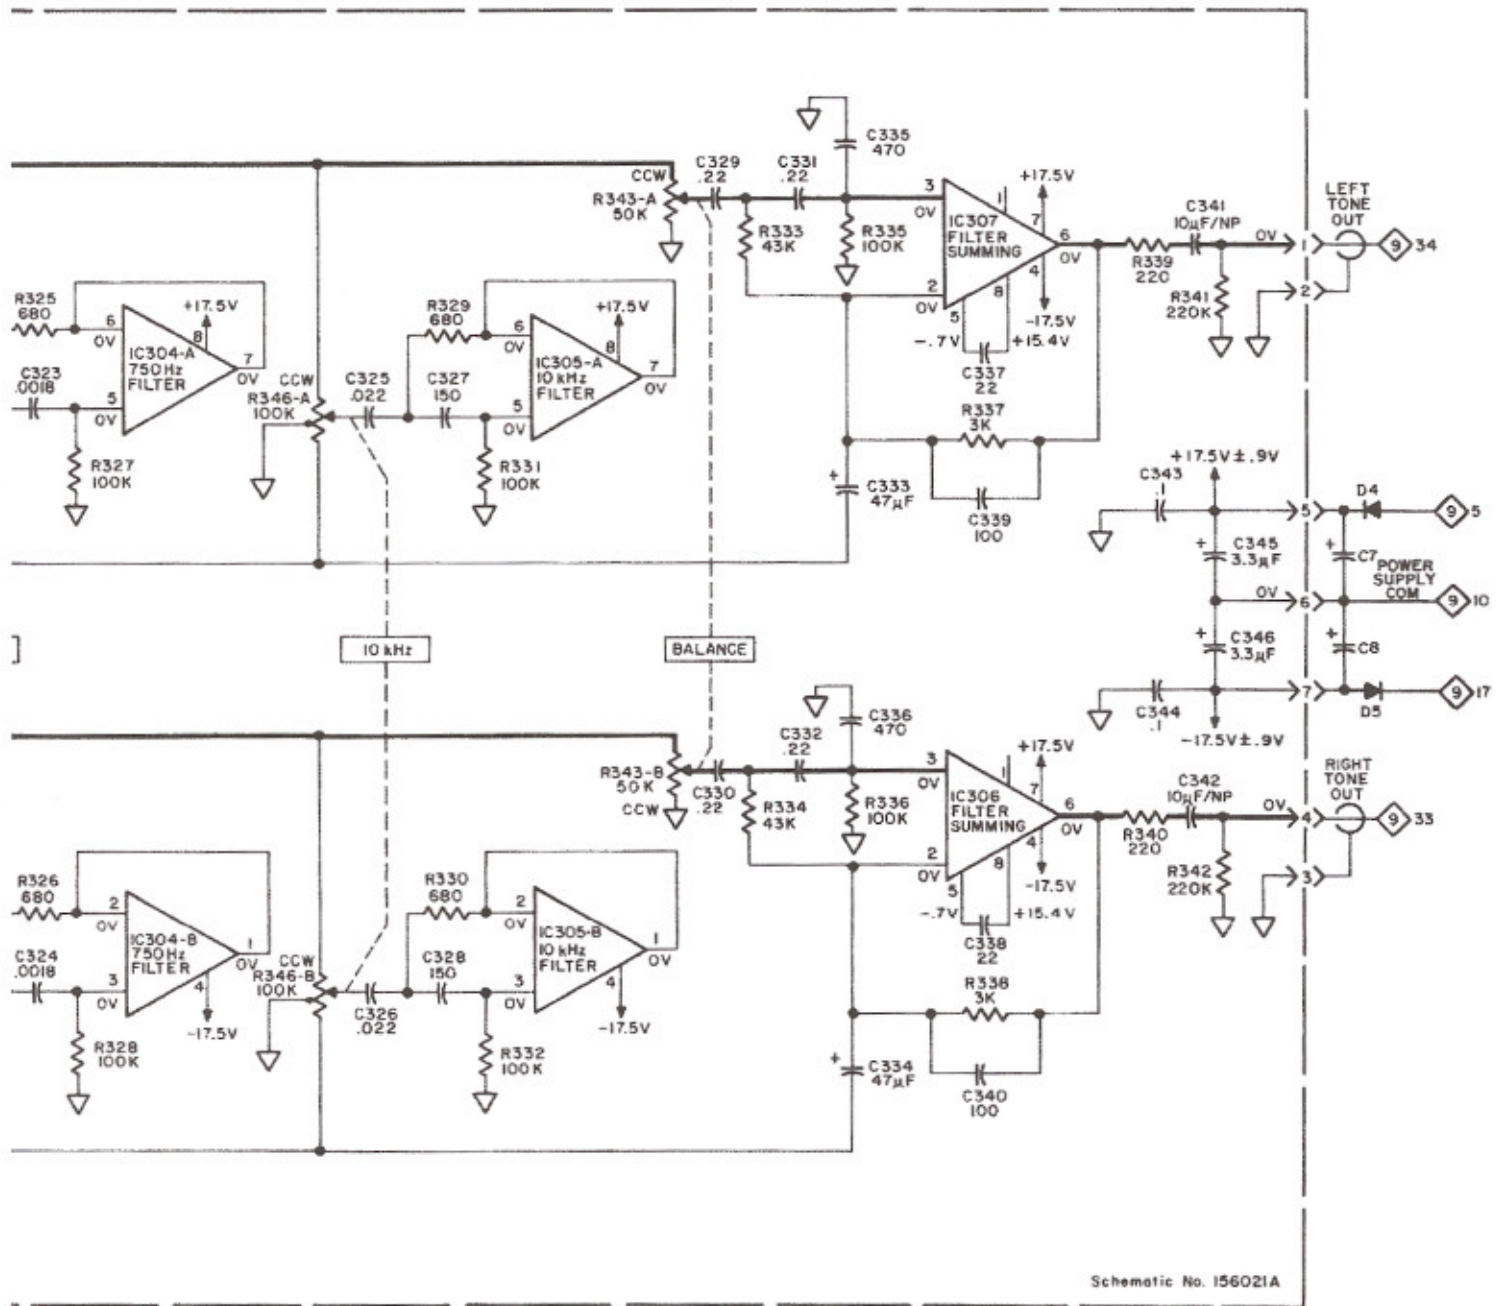 C335
470
CCW
R343-A
50K
C329
.22
C331
.22
R333
43K
R335
100K
3
0V
2
0V
IC307
FILTER
SUMMING
1
+17.5V
7
6
0V
4
-17.5V
5
8
-.7V
+15.4V
C337
22
R339
220
C341
10µF/NP
R341
220K
0V
1
2
LEFT
TONE
OUT
9
34
R325
680
C323
.0018
R327
100K
6
0V
5
0V
IC304-A
750Hz
FILTER
+17.5V
8
7
0V
CCW
R346-A
100K
C325
.022
C327
150
R329
680
R331
100K
6
0V
5
0V
IC305-A
10 kHz
FILTER
+17.5V
8
7
0V
R337
3K
C333
+
47µF
C339
100
+17.5V±.9V
C343
.1
+
C345
3.3µF
+
C346
3.3µF
C344
.1
-17.5V±.9V
0V
5
6
7
D4
+
C7
POWER
SUPPLY
COM
+
C8
D5
9
5
9
10
9
17
10 kHz
BALANCE
R343-B
50K
CCW
C330
.22
C332
.22
C336
470
R334
43K
R336
100K
3
0V
2
0V
IC306
FILTER
SUMMING
1
+17.5V
7
6
0V
4
-17.5V
5
8
-.7V
+15.4V
C338
22
R340
220
C342
10µF/NP
R342
220K
0V
4
3
RIGHT
TONE
OUT
9
33
R326
680
C324
.0018
R328
100K
2
0V
3
0V
IC304-B
750Hz
FILTER
1
0V
4
-17.5V
CCW
R346-B
100K
C326
.022
C328
150
R330
680
R332
100K
2
0V
3
0V
IC305-B
10 kHz
FILTER
1
0V
4
-17.5V
R338
3K
C334
+
47µF
C340
100
Schematic No. 156021A